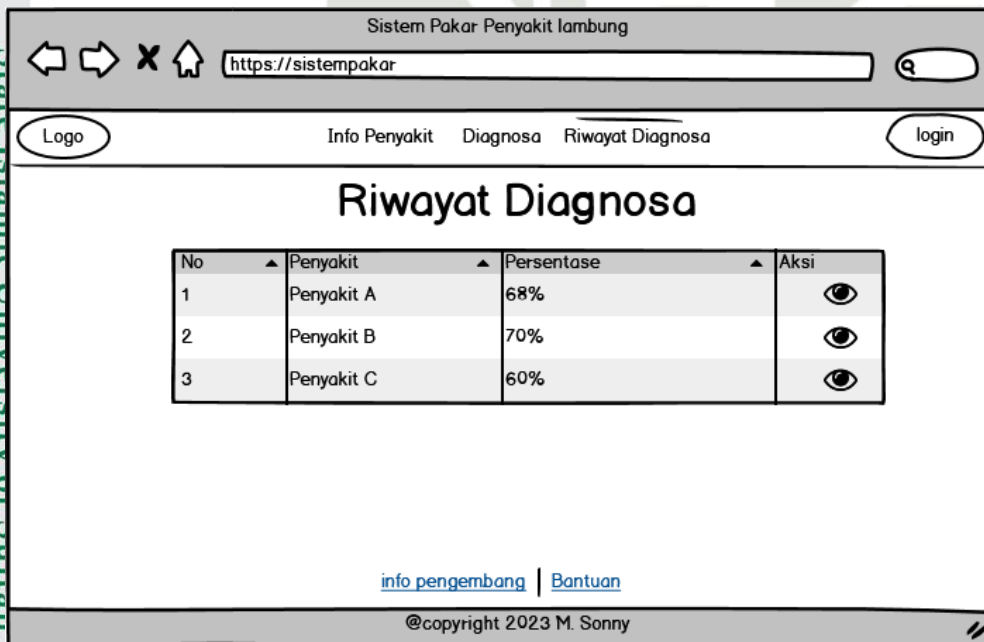 Sistem Pakar Penyakit lambung
https://sistempakar
Logo
Info Penyakit Diagnosa Riwayat Diagnosa
login
Riwayat Diagnosa
No Penyakit Persentase Aksi
1 Penyakit A 68%
2 Penyakit B 70%
3 Penyakit C 60%
info pengembang | Bantuan
@copyright 2023 M. Sonny